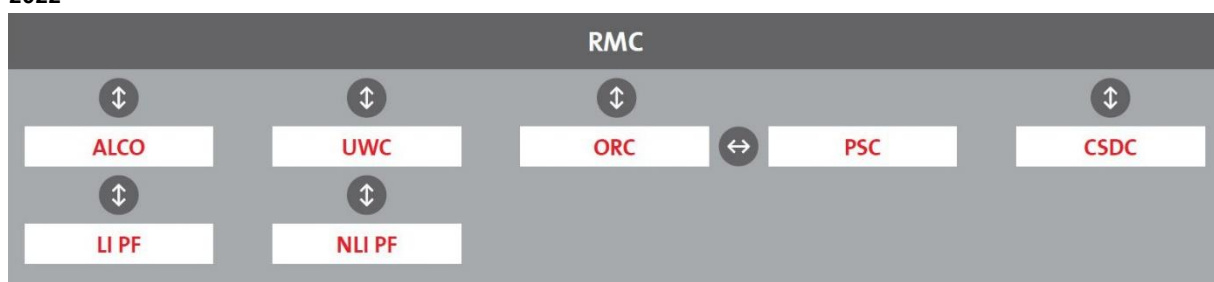 2022
RMC
ALCO UWC ORC PSC CSDC
LI PF NLI PF